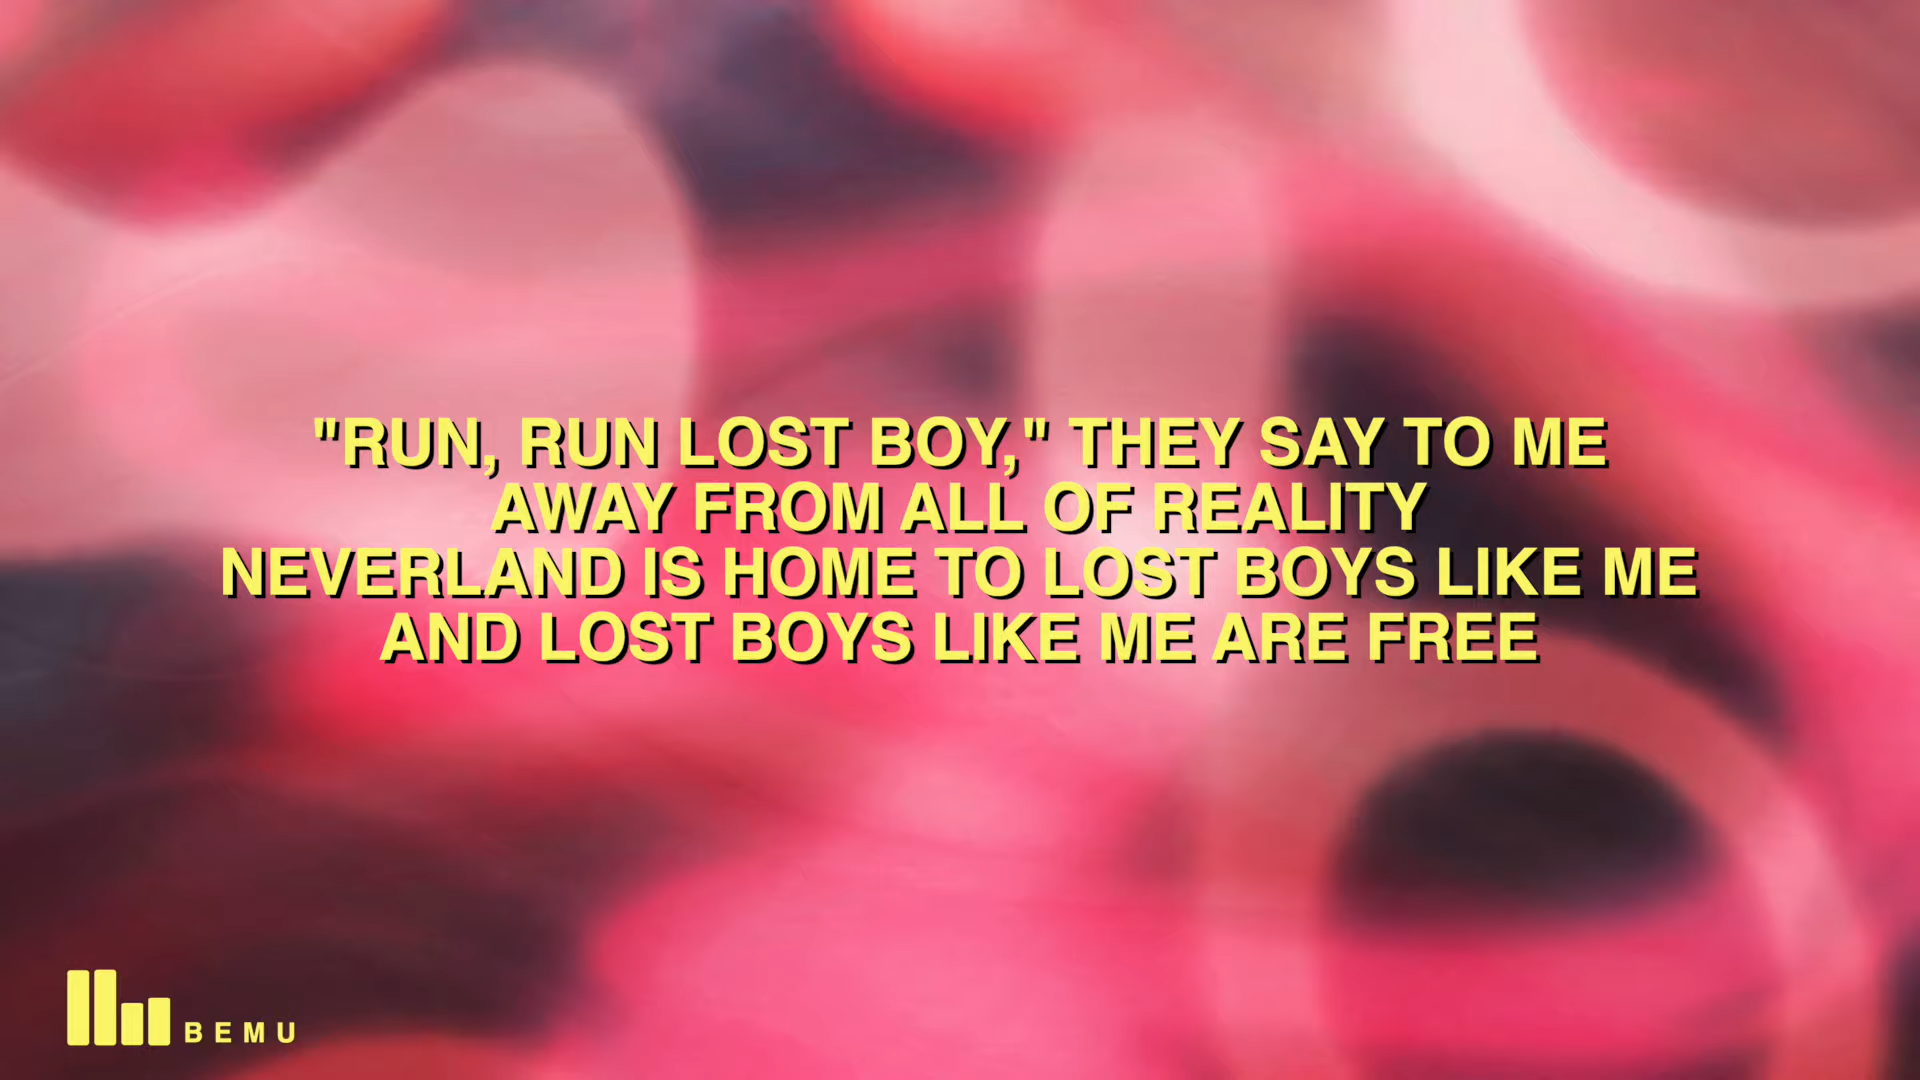 "RUN, RUN LOST BOY," THEY SAY TO ME
AWAY FROM ALL OF REALITY
NEVERLAND IS HOME TO LOST BOYS LIKE ME
AND LOST BOYS LIKE ME ARE FREE
BEMU